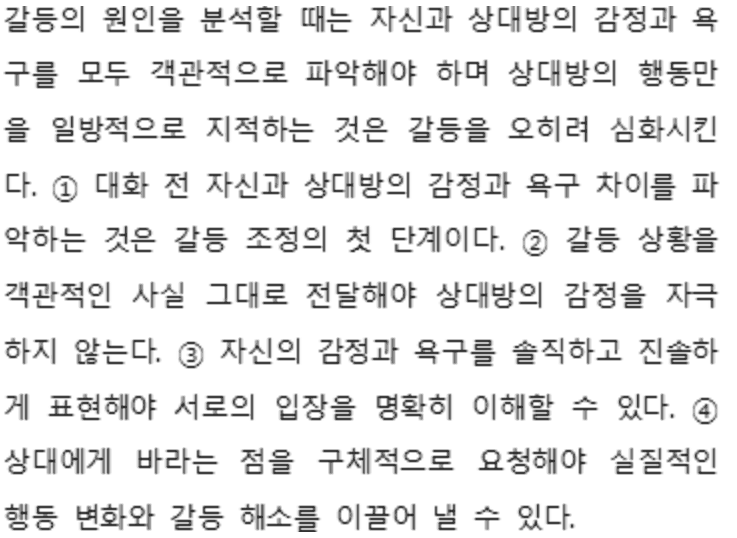 갈등의 원인을 분석할 때는 자신과 상대방의 감정과 욕
구를 모두 객관적으로 파악해야 하며 상대방의 행동만
을 일방적으로 지적하는 것은 갈등을 오히려 심화시킨
다. ① 대화 전 자신과 상대방의 감정과 욕구 차이를 파
악하는 것은 갈등 조정의 첫 단계이다. ② 갈등 상황을
객관적인 사실 그대로 전달해야 상대방의 감정을 자극
하지 않는다. ③ 자신의 감정과 욕구를 솔직하고 진솔하
게 표현해야 서로의 입장을 명확히 이해할 수 있다. ④
상대에게 바라는 점을 구체적으로 요청해야 실질적인
행동 변화와 갈등 해소를 이끌어 낼 수 있다.